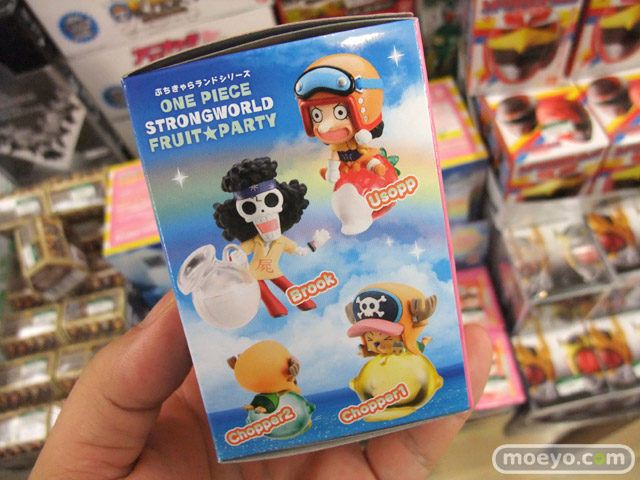 ぷちきゃらランドシリーズ
ONE PIECE
STRONGWORLD
FRUIT★PARTY
Usopp
屍
Brook
Chopper1
Chopper2
moeyo.com